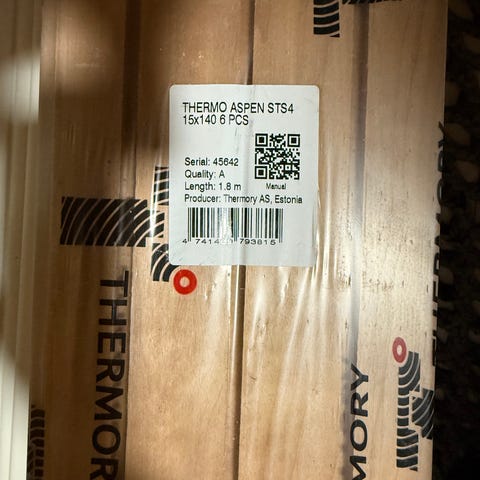 THERMO ASPEN STS4
15x140 6 PCS
Serial: 45642
Quality: A
Length: 1.8 m
Producer: Thermory AS, Estonia
Manual
THERMORY
MORY
THERMORY